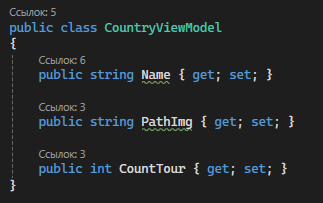 Ссылок: 5
public class CountryViewModel
{
Ссылок: 6
public string Name { get; set; }
Ссылок: 3
public string PathImg { get; set; }
Ссылок: 3
public int CountTour { get; set; }
}